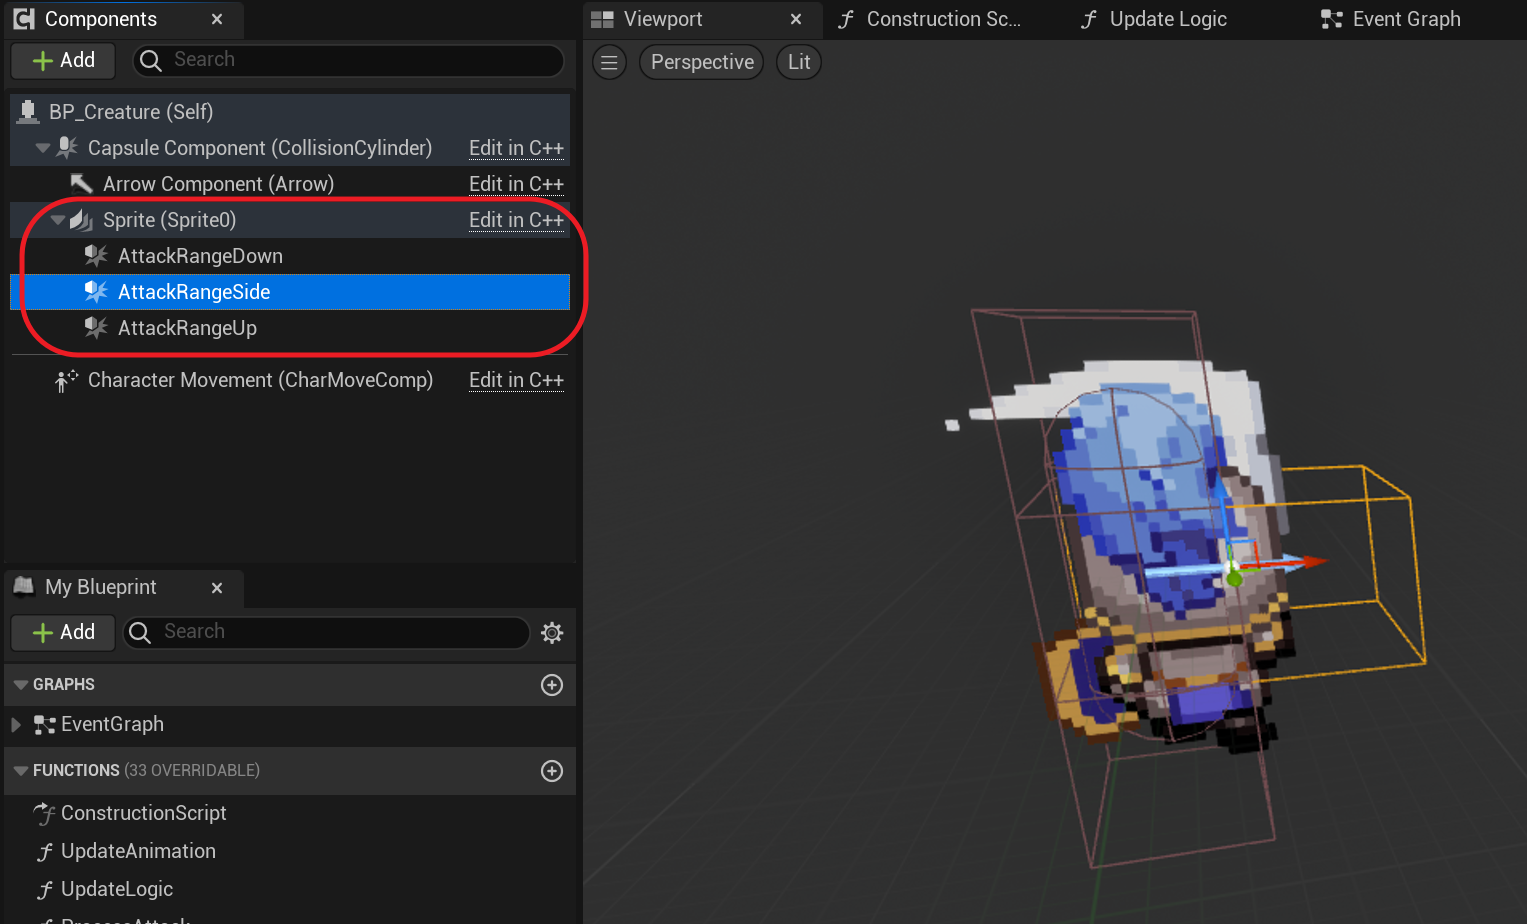 Components
Add
Search
BP_Creature (Self)
Capsule Component (CollisionCylinder) Edit in C++
Arrow Component (Arrow) Edit in C++
Sprite (Sprite0) Edit in C++
AttackRangeDown
AttackRangeSide
AttackRangeUp
Character Movement (CharMoveComp) Edit in C++
My Blueprint
Add
Search
GRAPHS
EventGraph
FUNCTIONS (33 OVERRIDABLE)
ConstructionScript
UpdateAnimation
UpdateLogic
Viewport
Construction Sc...
Update Logic
Event Graph
Perspective
Lit